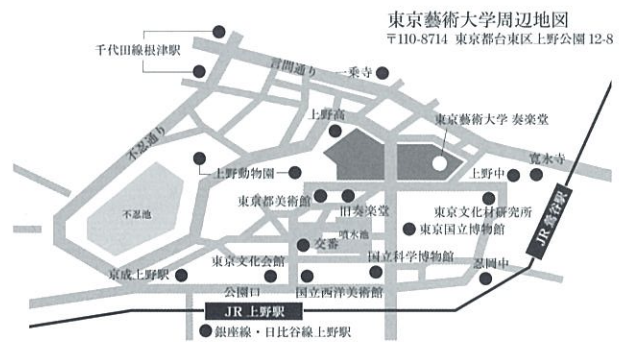 東京藝術大学周辺地図
〒110-8714 東京都台東区上野公園 12-8
千代田線根津駅
言問通り
一乗寺
不忍通り
上野高
東京藝術大学 奏楽堂
上野動物園
上野中
寛永寺
不忍池
東京都美術館
旧奏楽堂
東京文化材研究所
噴水池
東京国立博物館
交番
JR 鶯谷駅
東京文化会館
国立科学博物館
忍岡中
京成上野駅
公園口
国立西洋美術館
JR 上野駅
銀座線・日比谷線上野駅